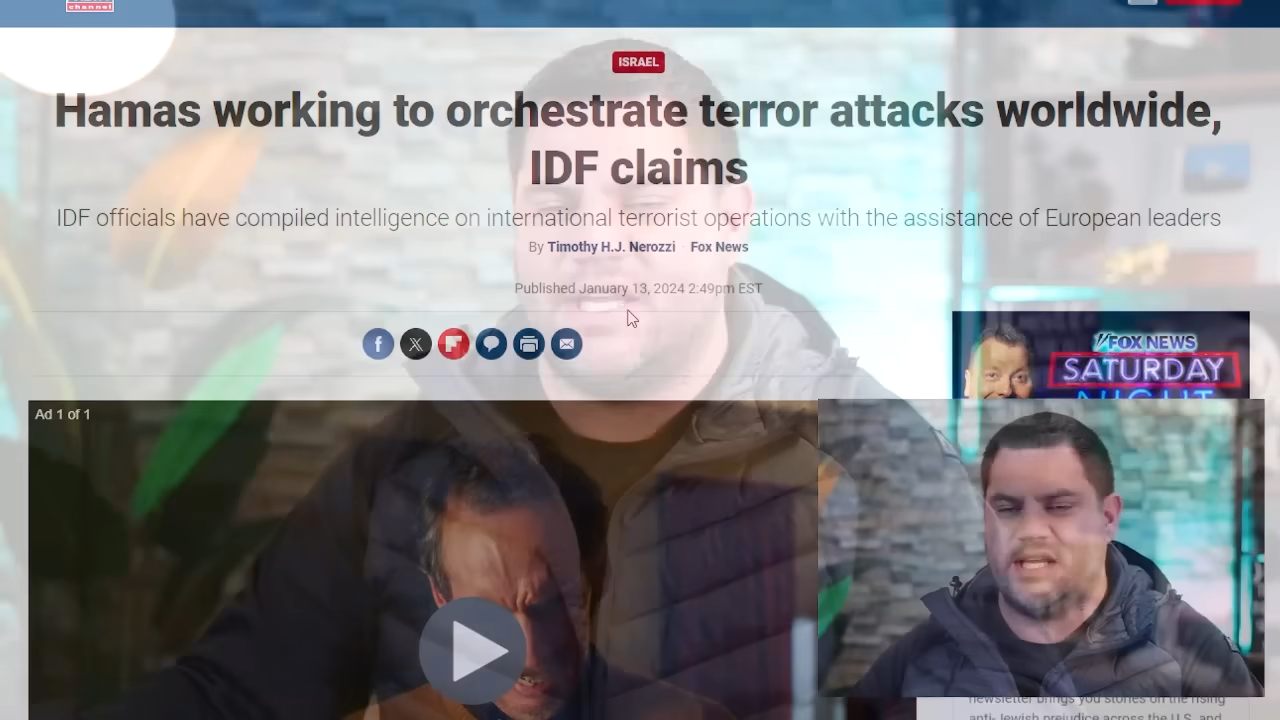 channel
ISRAEL
Hamas working to orchestrate terror attacks worldwide,
IDF claims
IDF officials have compiled intelligence on international terrorist operations with the assistance of European leaders
By Timothy H.J. Nerozzi · Fox News
Published January 13, 2024 2:49pm EST
FOX NEWS
SATURDAY
NIGHT
Ad 1 of 1
newsletter brings you stories on the rising
anti-Jewish prejudice across the U.S. and